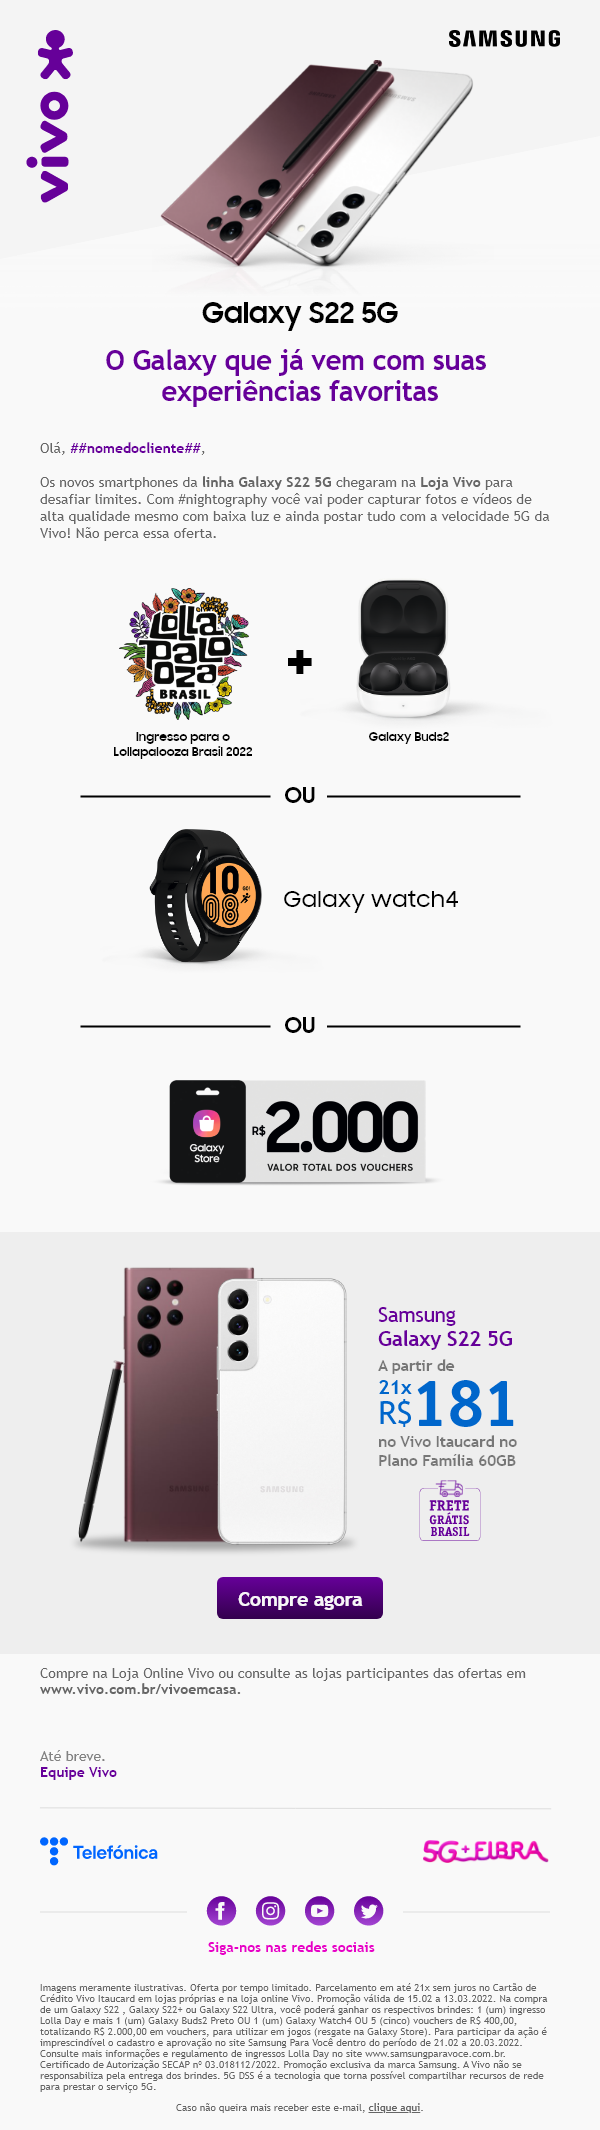 vivo
SAMSUNG
Galaxy S22 5G
O Galaxy que já vem com suas
experiências favoritas
Olá, ##nomedocliente##,
Os novos smartphones da linha Galaxy S22 5G chegaram na Loja Vivo para
desafiar limites. Com #nightography você vai poder capturar fotos e vídeos de
alta qualidade mesmo com baixa luz e ainda postar tudo com a velocidade 5G da
Vivo! Não perca essa oferta.
Lolla
Palo
oza
BRASIL
+
Ingresso para o
Lollapalooza Brasil 2022
Galaxy Buds2
OU
10
08
GO!
Galaxy watch4
OU
Galaxy
Store
R$ 2.000
VALOR TOTAL DOS VOUCHERS
SAMSUNG
SAMSUNG
Samsung
Galaxy S22 5G
A partir de
21x
R$ 181
no Vivo Itaucard no
Plano Família 60GB
FRETE
GRÁTIS
BRASIL
Compre agora
Compre na Loja Online Vivo ou consulte as lojas participantes das ofertas em
www.vivo.com.br/vivoemcasa.
Até breve.
Equipe Vivo
Telefónica
5G+FIBRA
Siga-nos nas redes sociais
Imagens meramente ilustrativas. Oferta por tempo limitado. Parcelamento em até 21x sem juros no Cartão de
Crédito Vivo Itaucard em lojas próprias e na loja online Vivo. Promoção válida de 15.02 a 13.03.2022. Na compra
de um Galaxy S22 , Galaxy S22+ ou Galaxy S22 Ultra, você poderá ganhar os respectivos brindes: 1 (um) ingresso
Lolla Day e mais 1 (um) Galaxy Buds2 Preto OU 1 (um) Galaxy Watch4 OU 5 (cinco) vouchers de R$ 400,00,
totalizando R$ 2.000,00 em vouchers, para utilizar em jogos (resgate na Galaxy Store). Para participar da ação é
imprescindível o cadastro e aprovação no site Samsung Para Você dentro do período de 21.02 a 20.03.2022.
Consulte mais informações e regulamento de ingressos Lolla Day no site www.samsungparavoce.com.br.
Certificado de Autorização SECAP nº 03.018112/2022. Promoção exclusiva da marca Samsung. A Vivo não se
responsabiliza pela entrega dos brindes. 5G DSS é a tecnologia que torna possível compartilhar recursos de rede
para prestar o serviço 5G.
Caso não queira mais receber este e-mail, clique aqui.